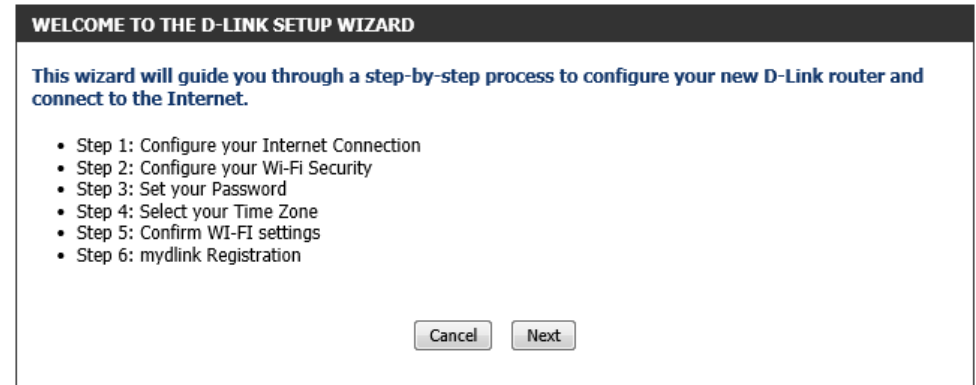 WELCOME TO THE D-LINK SETUP WIZARD
This wizard will guide you through a step-by-step process to configure your new D-Link router and
connect to the Internet.
• Step 1: Configure your Internet Connection
• Step 2: Configure your Wi-Fi Security
• Step 3: Set your Password
• Step 4: Select your Time Zone
• Step 5: Confirm WI-FI settings
• Step 6: mydlink Registration
Cancel Next